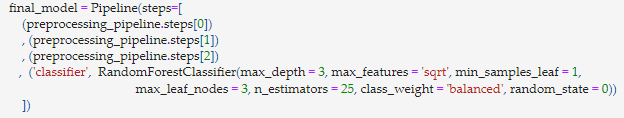 final_model = Pipeline(steps=[
(preprocessing_pipeline.steps[0])
, (preprocessing_pipeline.steps[1])
, (preprocessing_pipeline.steps[2])
, ('classifier', RandomForestClassifier(max_depth = 3, max_features = 'sqrt', min_samples_leaf = 1,
max_leaf_nodes = 3, n_estimators = 25, class_weight = 'balanced', random_state = 0))
])